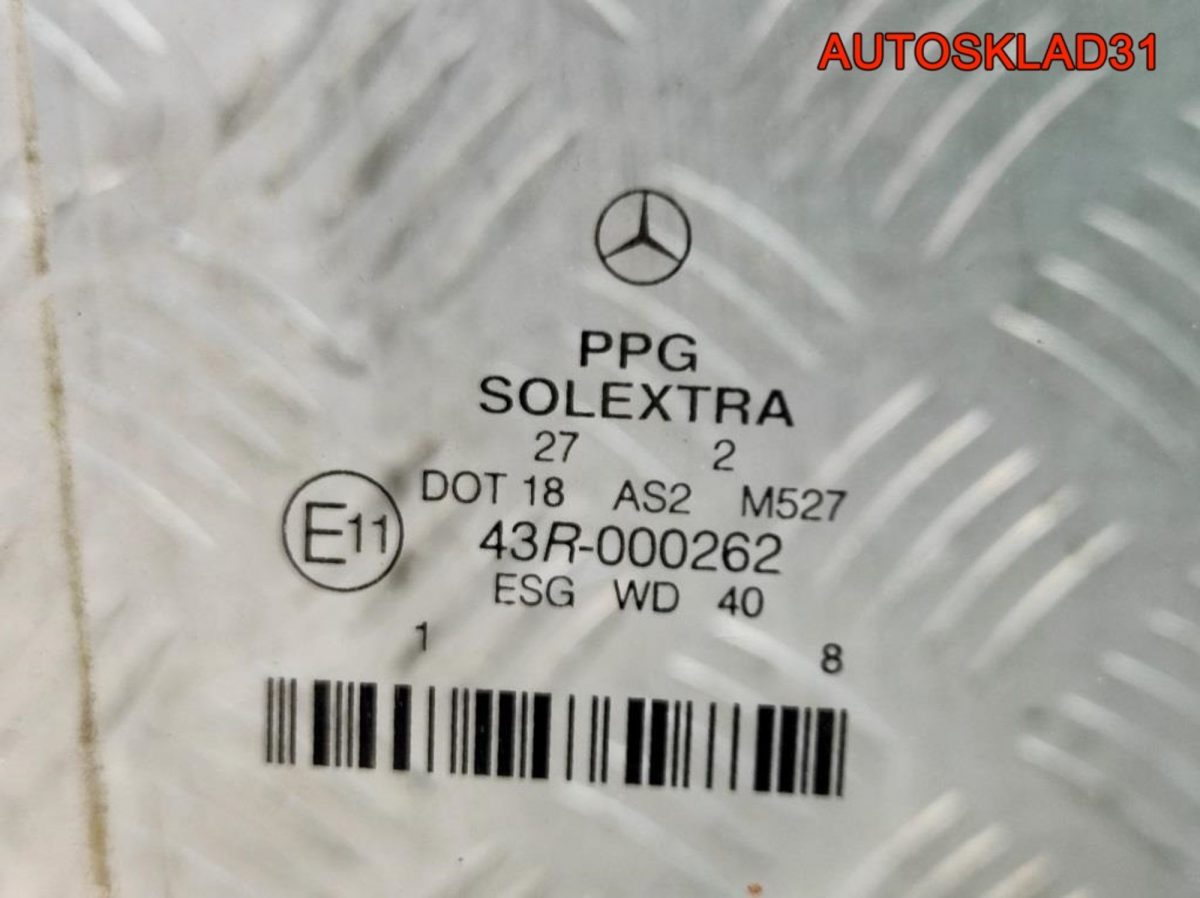 AUTOSKLAD31
PPG
SOLEXTRA
27 2
DOT 18 AS2 M527
E11 43R-000262
ESG WD 40
1 8